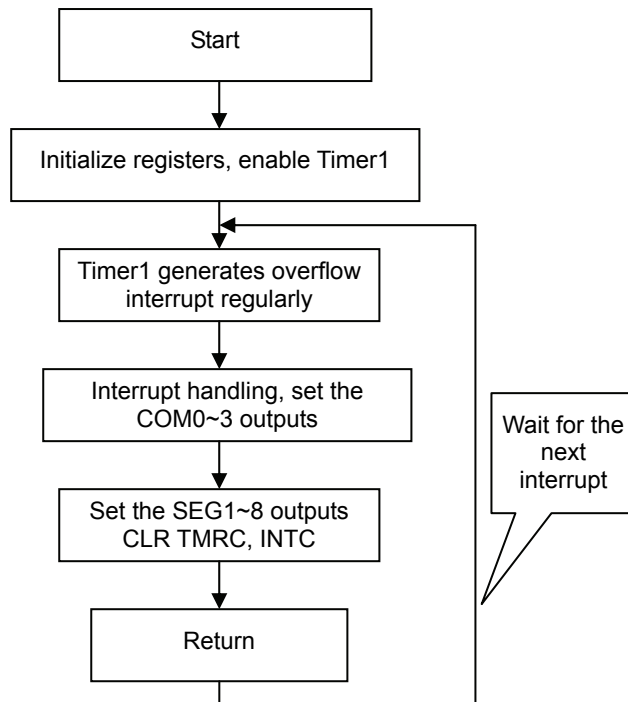 Start
Initialize registers, enable Timer1
Timer1 generates overflow
interrupt regularly
Interrupt handling, set the
COM0~3 outputs
Wait for the
next
interrupt
Set the SEG1~8 outputs
CLR TMRC, INTC
Return